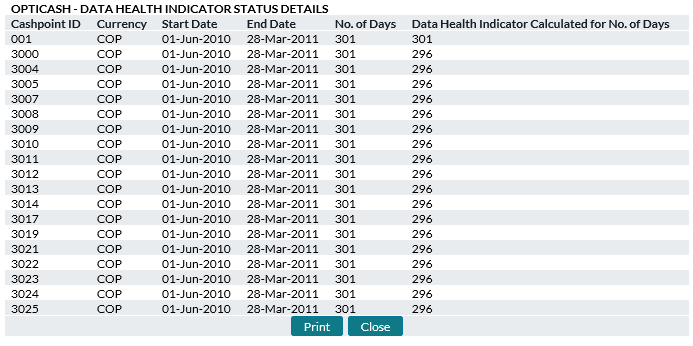 OPTICASH - DATA HEALTH INDICATOR STATUS DETAILS
Cashpoint ID Currency Start Date End Date No. of Days Data Health Indicator Calculated for No. of Days
001 COP 01-Jun-2010 28-Mar-2011 301 301
3000 COP 01-Jun-2010 28-Mar-2011 301 296
3004 COP 01-Jun-2010 28-Mar-2011 301 296
3005 COP 01-Jun-2010 28-Mar-2011 301 296
3007 COP 01-Jun-2010 28-Mar-2011 301 296
3008 COP 01-Jun-2010 28-Mar-2011 301 296
3009 COP 01-Jun-2010 28-Mar-2011 301 296
3010 COP 01-Jun-2010 28-Mar-2011 301 296
3011 COP 01-Jun-2010 28-Mar-2011 301 296
3012 COP 01-Jun-2010 28-Mar-2011 301 296
3013 COP 01-Jun-2010 28-Mar-2011 301 296
3014 COP 01-Jun-2010 28-Mar-2011 301 296
3017 COP 01-Jun-2010 28-Mar-2011 301 296
3019 COP 01-Jun-2010 28-Mar-2011 301 296
3021 COP 01-Jun-2010 28-Mar-2011 301 296
3022 COP 01-Jun-2010 28-Mar-2011 301 296
3023 COP 01-Jun-2010 28-Mar-2011 301 296
3024 COP 01-Jun-2010 28-Mar-2011 301 296
3025 COP 01-Jun-2010 28-Mar-2011 301 296
Print Close